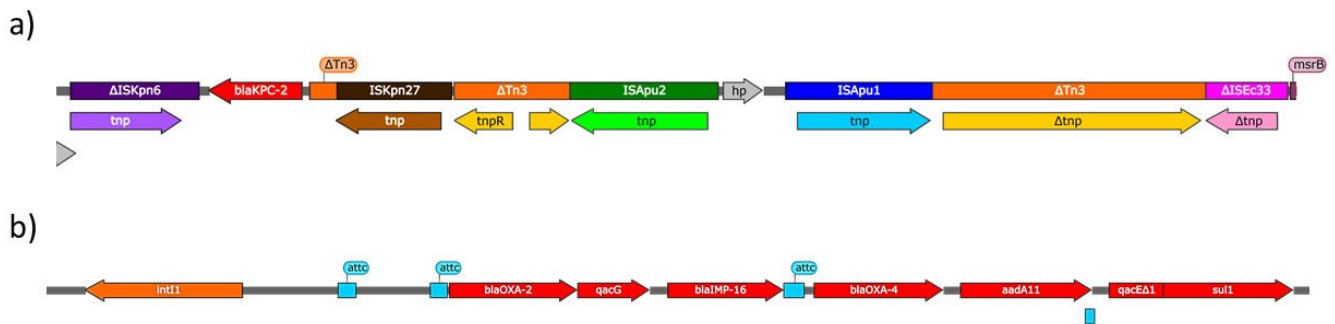 a)
ΔTn3 msrB
ΔISKpn6 blaKPC-2 ISKpn27 ΔTn3 ISApu2 hp ISApu1 ΔTn3 ΔISEc33
tnp tnp tnpR tnp tnp Δtnp Δtnp
b)
attc attc attc
intI1 blaOXA-2 qacG blaIMP-16 blaOXA-4 aadA11 qacEΔ1 sul1